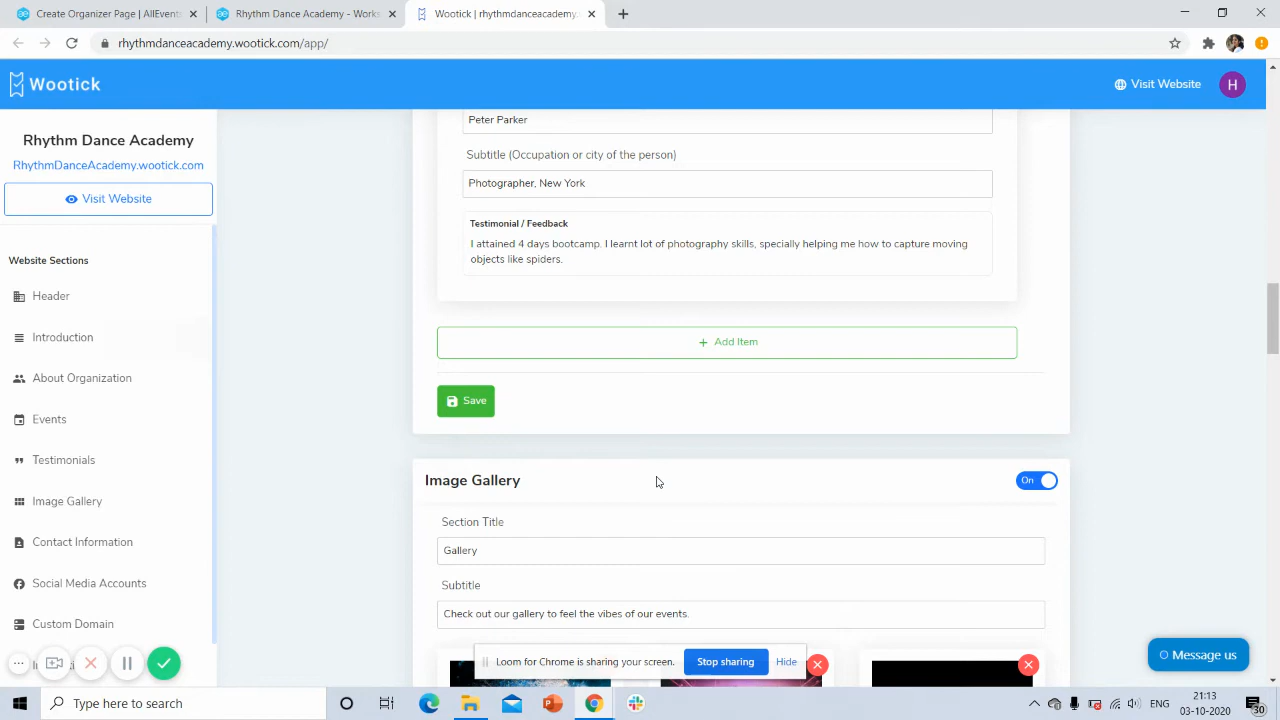 Create Organizer Page | AllEvents
Rhythm Dance Academy - Works
Wootick | rhythmdanceacademy.
rhythmdanceacademy.wootick.com/app/
Wootick
Visit Website
H
Rhythm Dance Academy
RhythmDanceAcademy.wootick.com
Visit Website
Website Sections
Header
Introduction
About Organization
Events
Testimonials
Image Gallery
Contact Information
Social Media Accounts
Custom Domain
Peter Parker
Subtitle (Occupation or city of the person)
Photographer, New York
Testimonial / Feedback
I attained 4 days bootcamp. I learnt lot of photography skills, specially helping me how to capture moving
objects like spiders.
+ Add Item
Save
Image Gallery
On
Section Title
Gallery
Subtitle
Check out our gallery to feel the vibes of our events.
Loom for Chrome is sharing your screen.
Stop sharing
Hide
Message us
Type here to search
ENG
21:13
03-10-2020
30